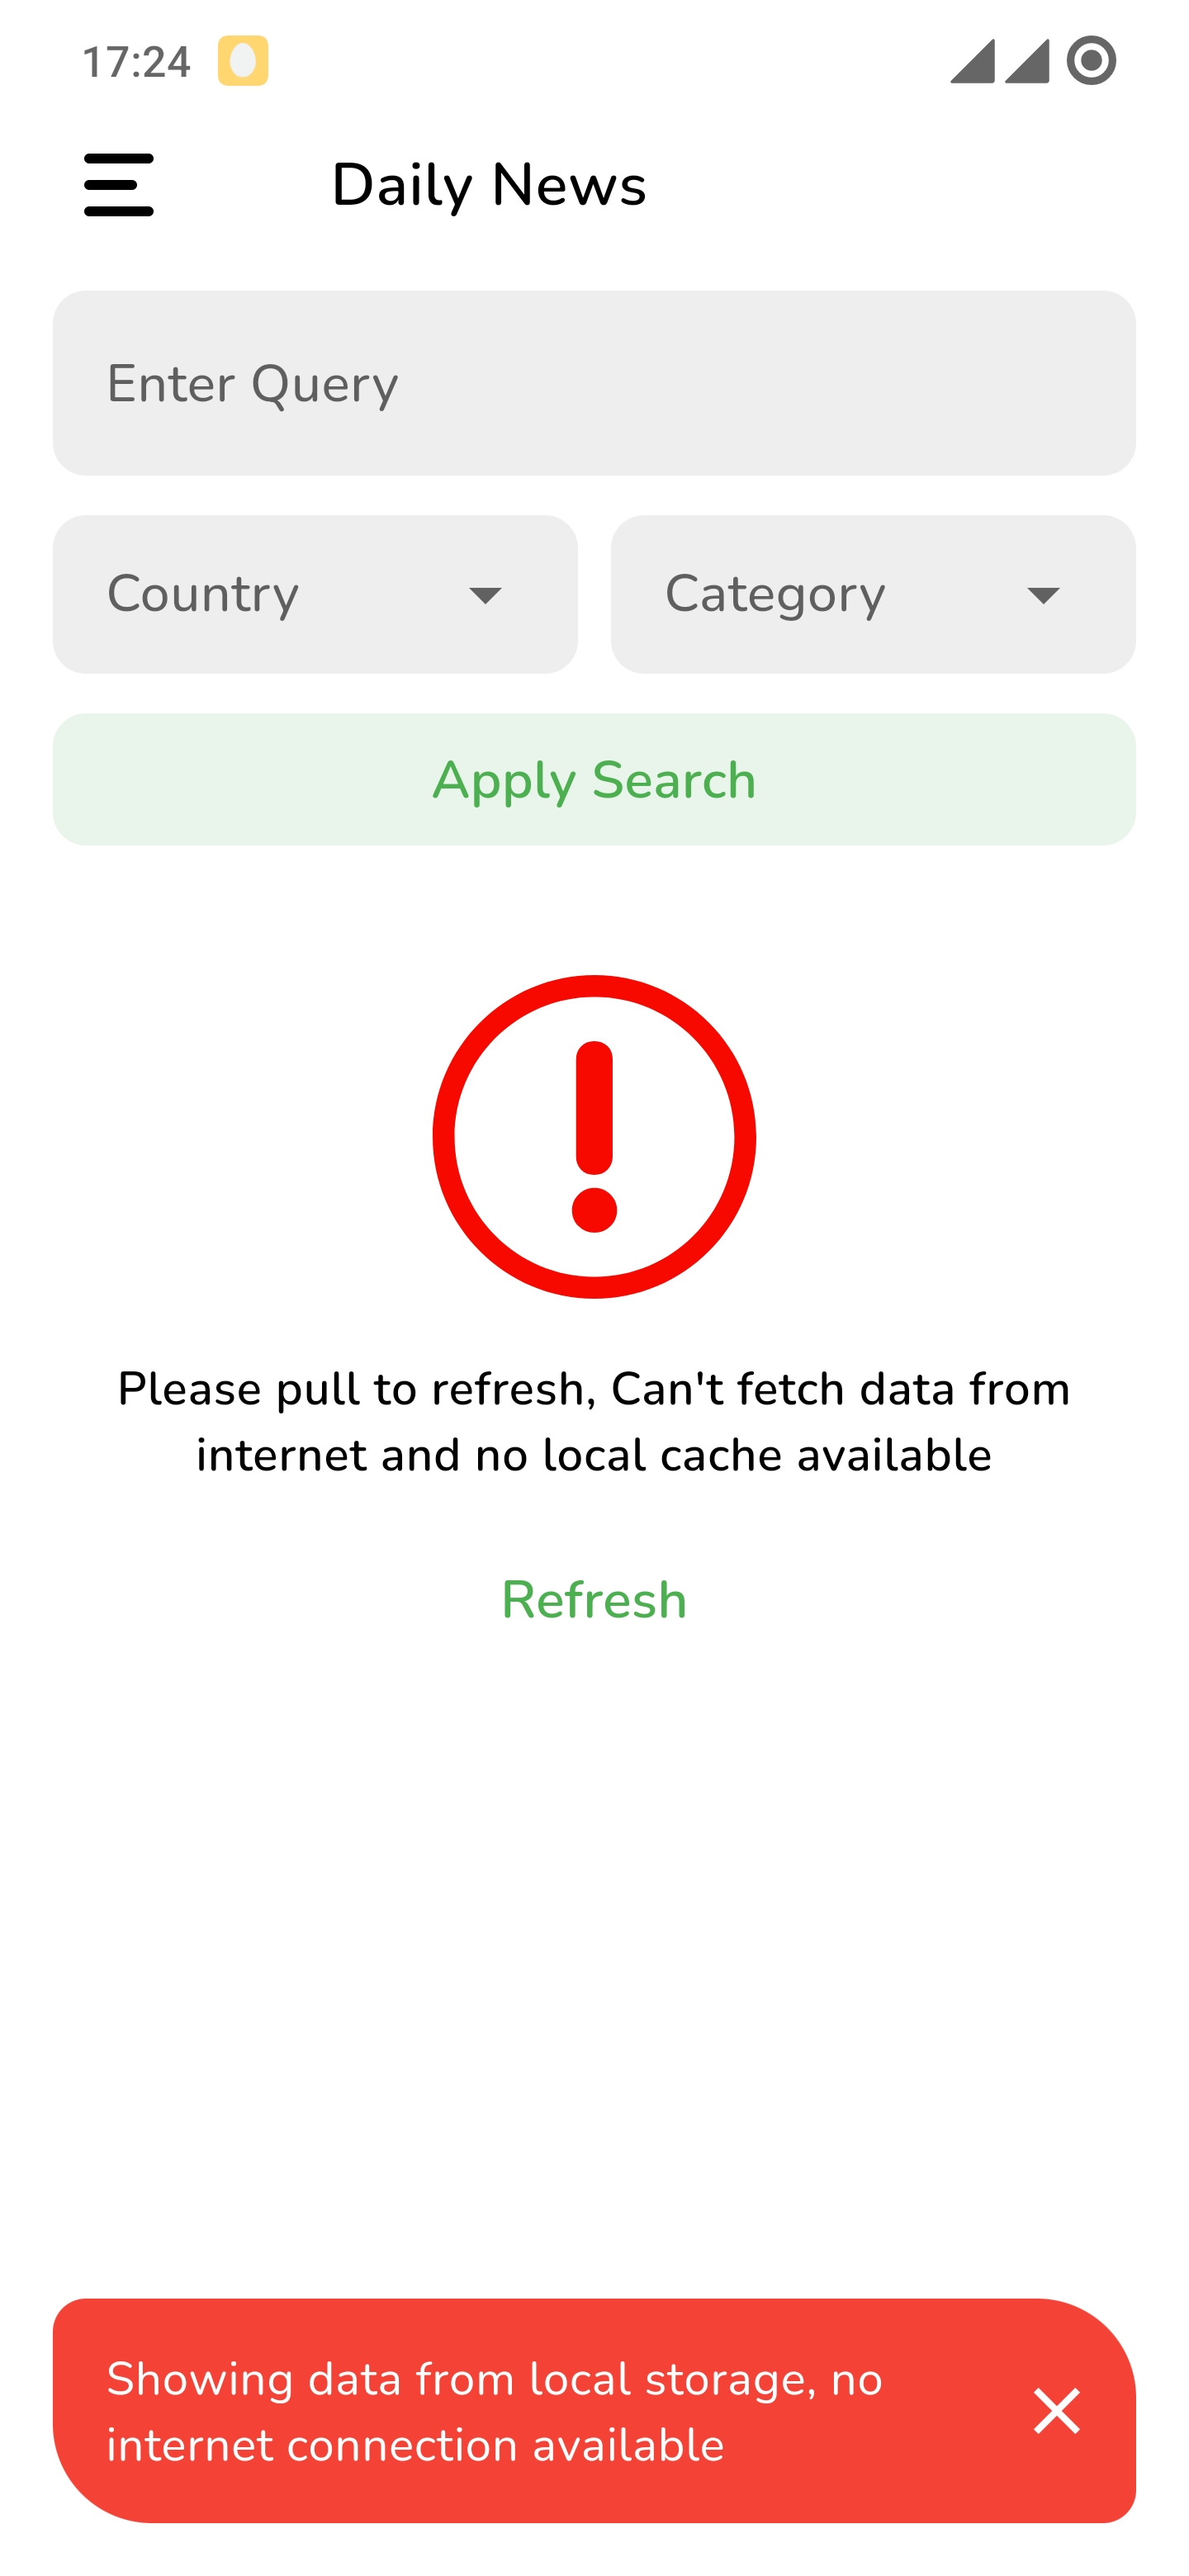 17:24
Daily News
Enter Query
Country
Category
Apply Search
Please pull to refresh, Can't fetch data from
internet and no local cache available
Refresh
Showing data from local storage, no
internet connection available